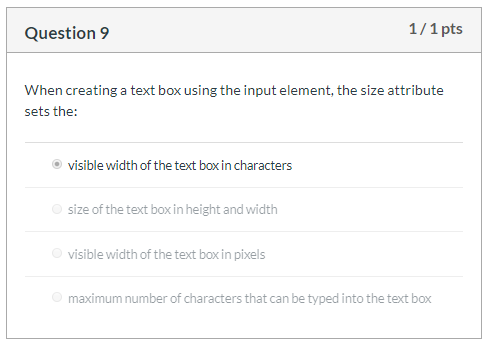 Question 9
1 / 1 pts
When creating a text box using the input element, the size attribute
sets the:
visible width of the text box in characters
size of the text box in height and width
visible width of the text box in pixels
maximum number of characters that can be typed into the text box